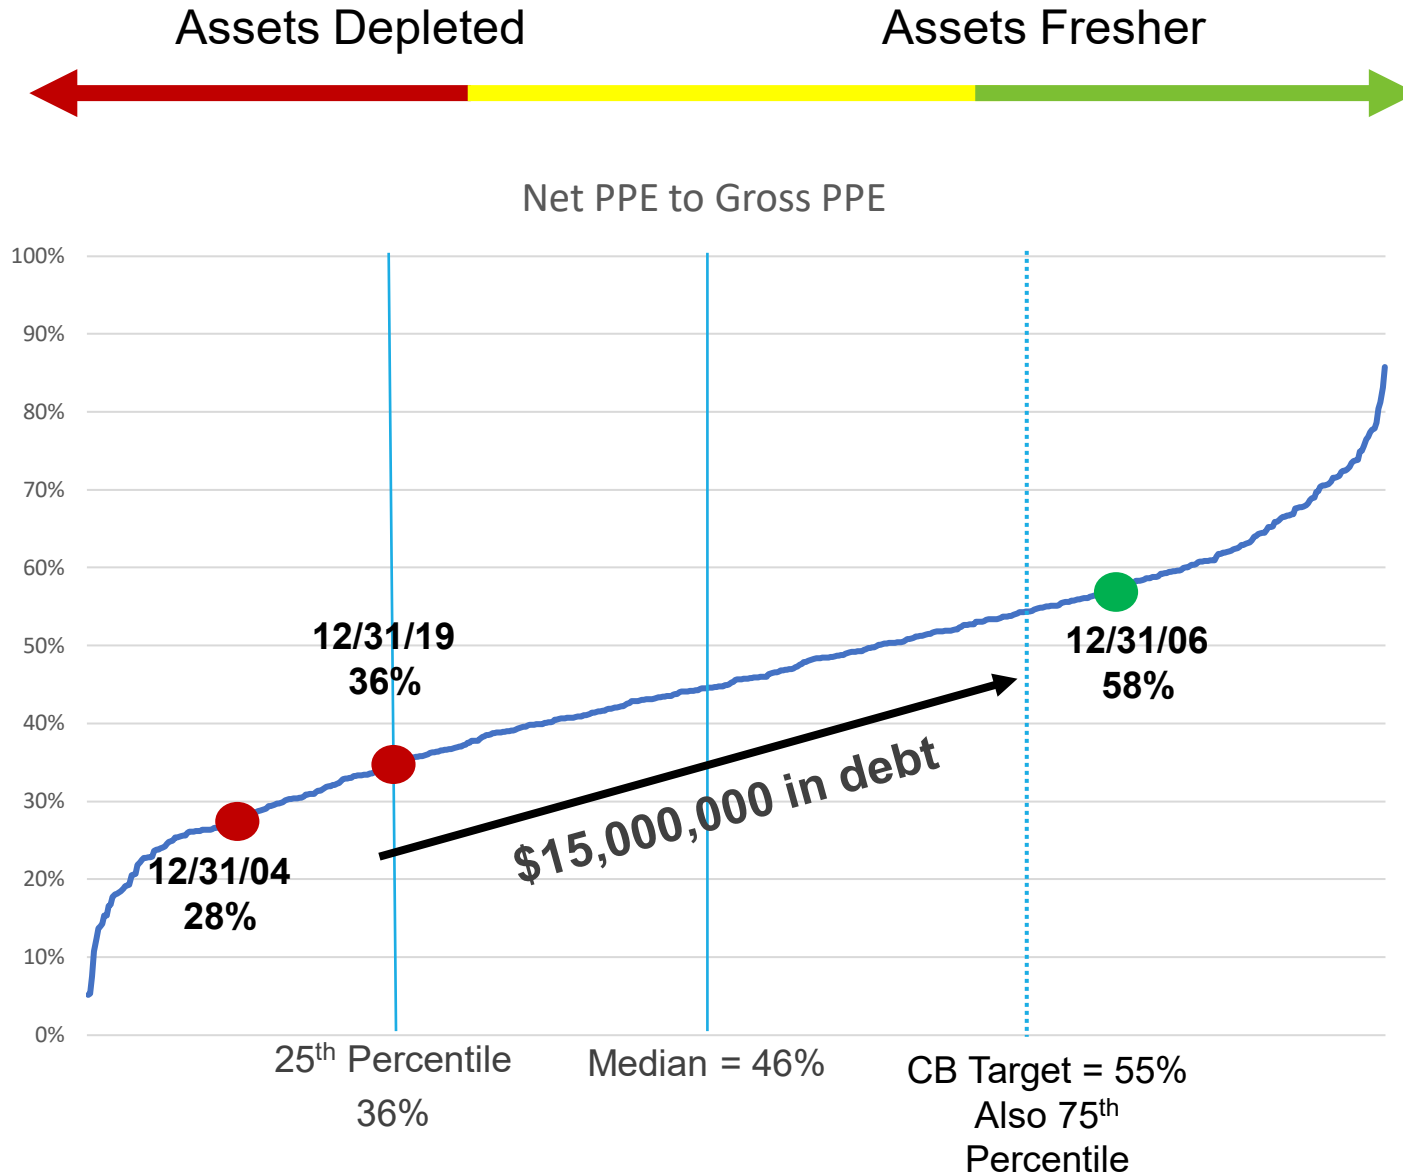 Assets Depleted
Assets Fresher
Net PPE to Gross PPE
100%
90%
80%
70%
60%
50%
40%
30%
20%
10%
0%
12/31/19
36%
12/31/06
58%
$15,000,000 in debt
12/31/04
28%
25th Percentile
36%
Median = 46%
CB Target = 55%
Also 75th
Percentile